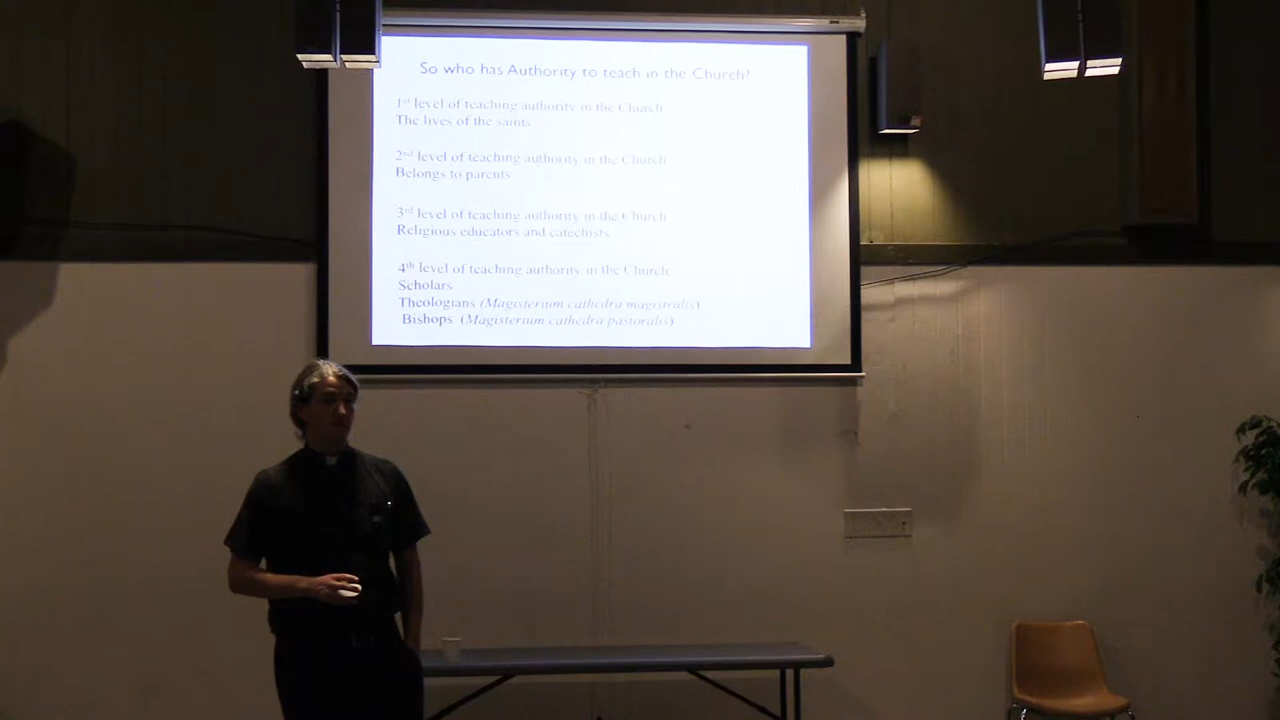 So who has Authority to teach in the Church?
1st level of teaching authority in the Church
The lives of the saints
2nd level of teaching authority in the Church
Belongs to parents
3rd level of teaching authority in the Church
Religious educators and catechists
4th level of teaching authority in the Church
Scholars
Theologians (Magisterium cathedra magistralis)
Bishops (Magisterium cathedra pastoralis)